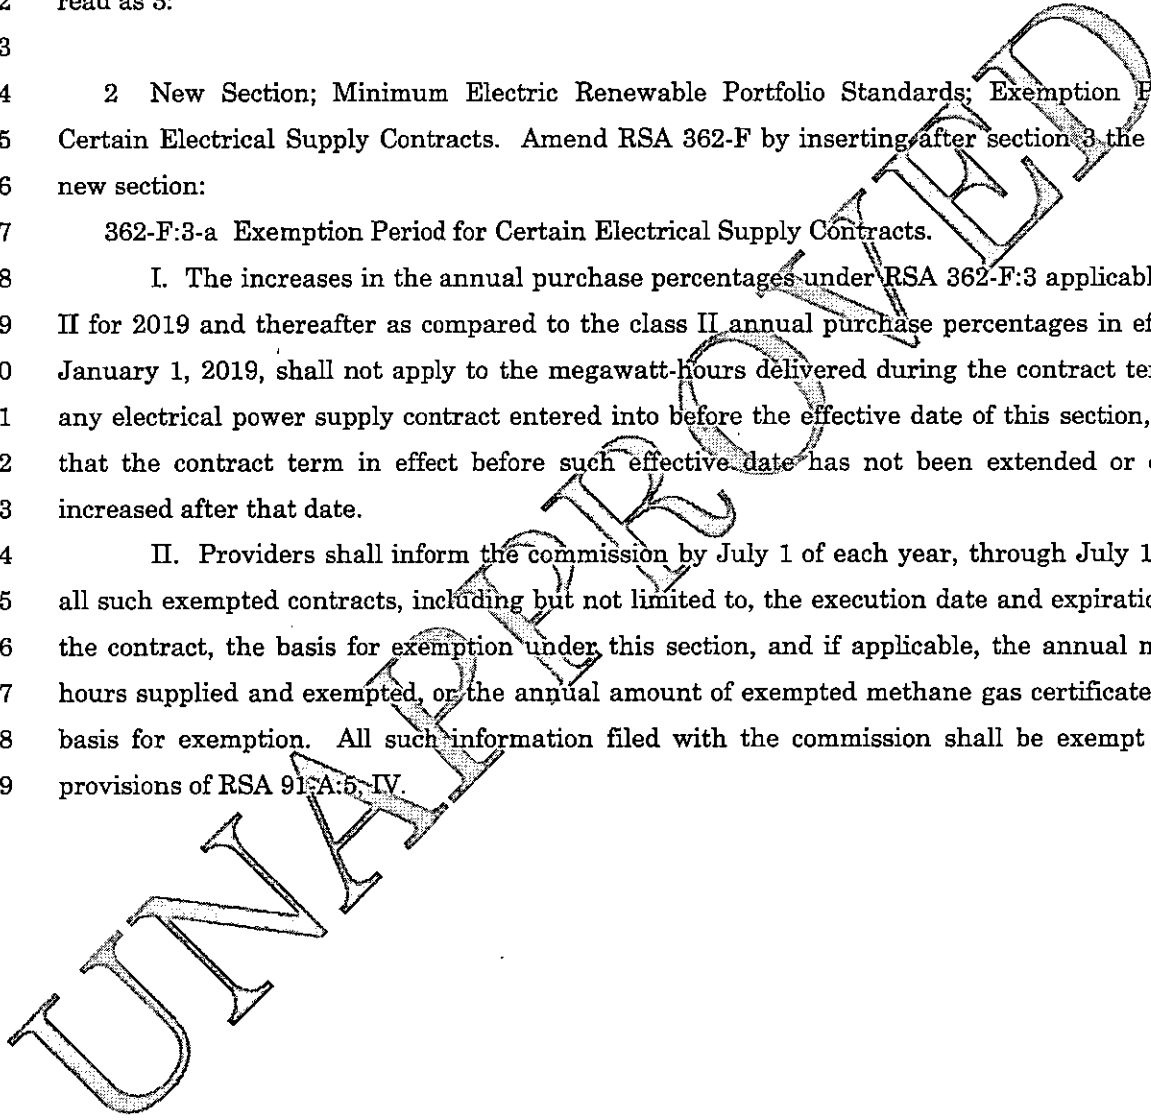 2 read as 3:
3
4 2 New Section; Minimum Electric Renewable Portfolio Standards; Exemption P
5 Certain Electrical Supply Contracts. Amend RSA 362-F by inserting after section 3 the
6 new section:
7 362-F:3-a Exemption Period for Certain Electrical Supply Contracts.
8 I. The increases in the annual purchase percentages under RSA 362-F:3 applicabl
9 II for 2019 and thereafter as compared to the class II annual purchase percentages in ef
0 January 1, 2019, shall not apply to the megawatt-hours delivered during the contract te
1 any electrical power supply contract entered into before the effective date of this section,
2 that the contract term in effect before such effective date has not been extended or
3 increased after that date.
4 II. Providers shall inform the commission by July 1 of each year, through July 1
5 all such exempted contracts, including but not limited to, the execution date and expiratio
6 the contract, the basis for exemption under this section, and if applicable, the annual m
7 hours supplied and exempted, or the annual amount of exempted methane gas certificate
8 basis for exemption. All such information filed with the commission shall be exempt
9 provisions of RSA 91-A:5, IV.
UNAPPROVED